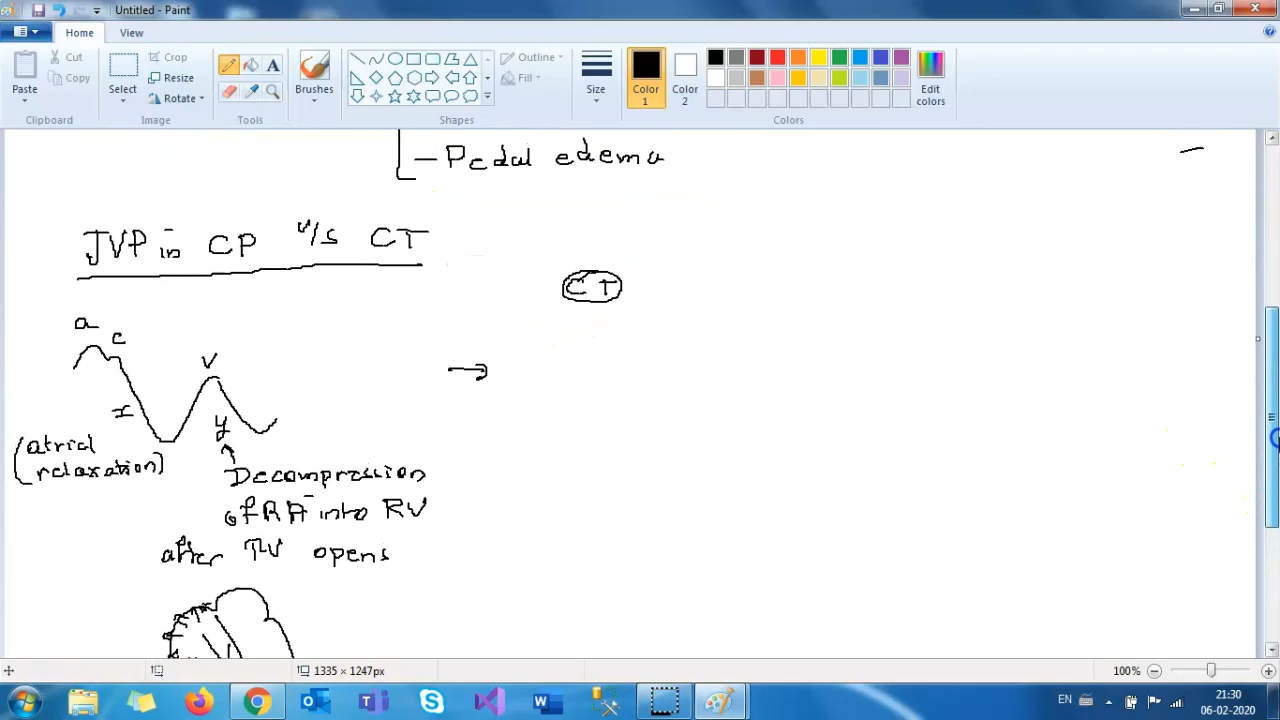 Untitled - Paint
Home
View
Paste
Cut
Copy
Clipboard
Select
Crop
Resize
Rotate
Image
Tools
Brushes
Shapes
Outline
Fill
Size
Color 1
Color 2
Edit colors
Colors
- Pedal edema
JVP in CP v/s CT
CT
a
c
v
x
y
(atrial
relaxation)
Decompression
of RA into RV
after TV opens
1335 × 1247px
100%
EN
21:30
06-02-2020